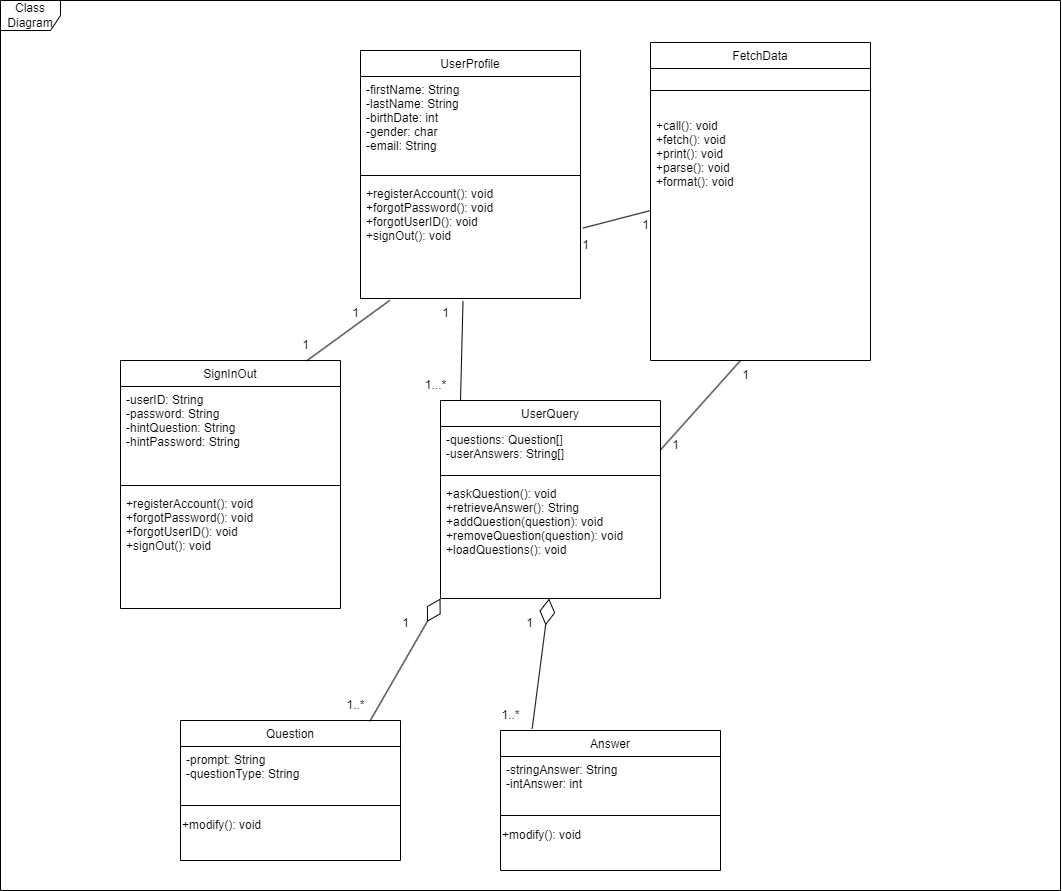 Class
Diagram
UserProfile
-firstName: String
-lastName: String
-birthDate: int
-gender: char
-email: String
+registerAccount(): void
+forgotPassword(): void
+forgotUserID(): void
+signOut(): void
FetchData
+call(): void
+fetch(): void
+print(): void
+parse(): void
+format(): void
1
1
1
1
1
1...*
1
1
SignInOut
-userID: String
-password: String
-hintQuestion: String
-hintPassword: String
+registerAccount(): void
+forgotPassword(): void
+forgotUserID(): void
+signOut(): void
UserQuery
-questions: Question[]
-userAnswers: String[]
+askQuestion(): void
+retrieveAnswer(): String
+addQuestion(question): void
+removeQuestion(question): void
+loadQuestions(): void
1
1
1..*
1..*
Question
-prompt: String
-questionType: String
+modify(): void
Answer
-stringAnswer: String
-intAnswer: int
+modify(): void